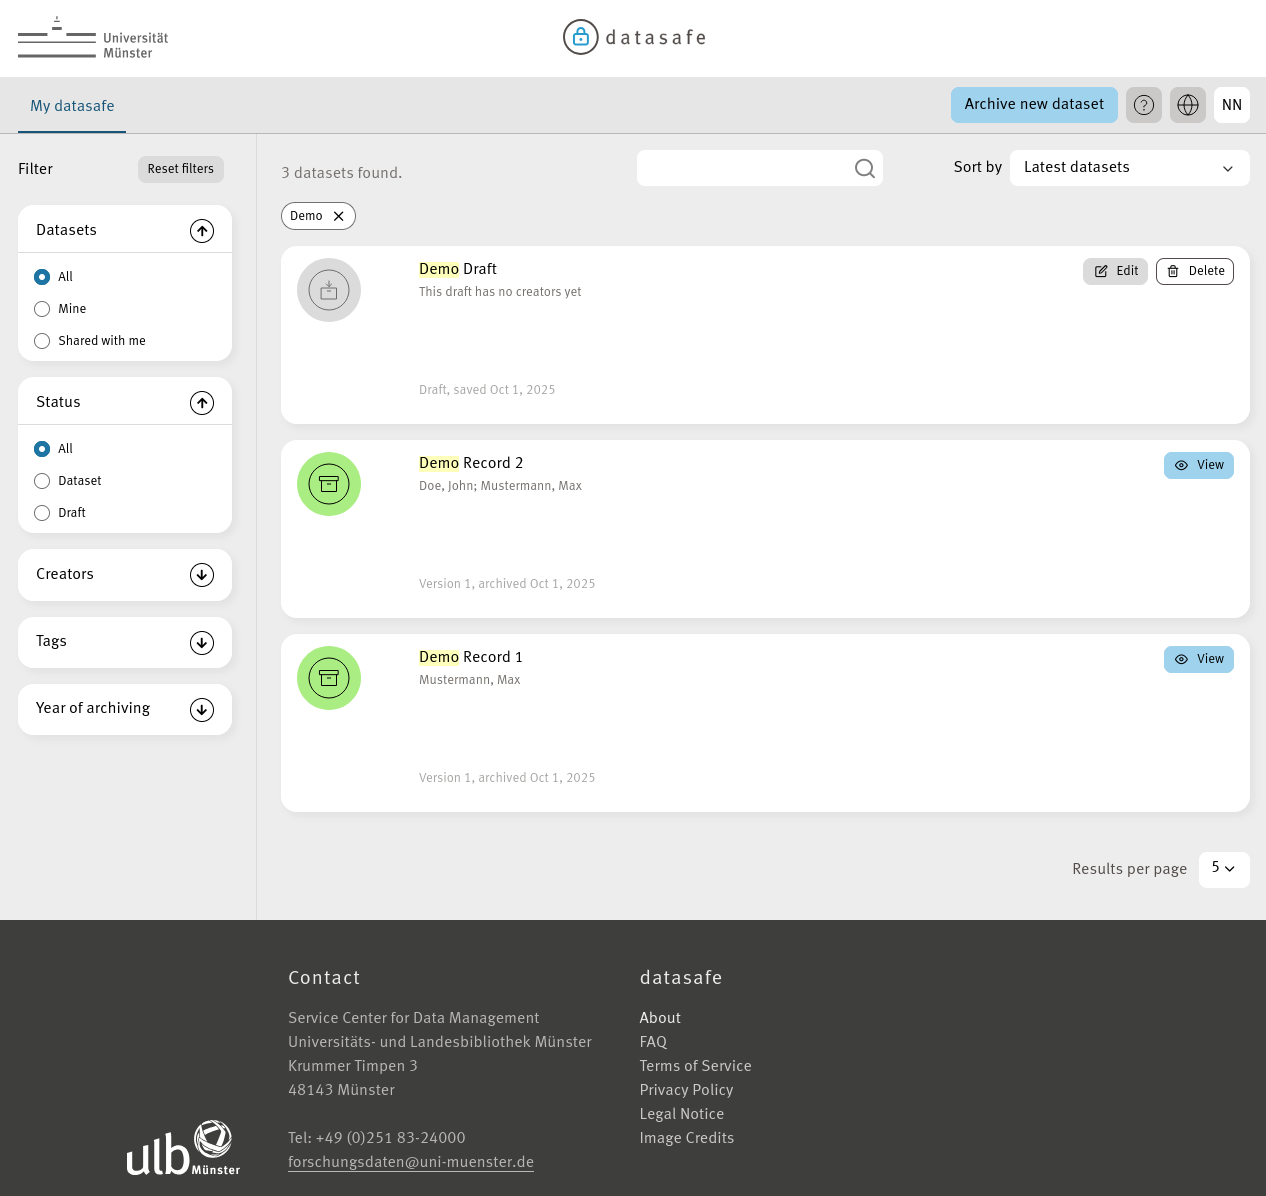 Universität
Münster
datasafe
My datasafe
Archive new dataset
?
NN
Filter
Reset filters
3 datasets found.
Sort by
Latest datasets
Demo
Datasets
All
Mine
Shared with me
Demo Draft
This draft has no creators yet
Draft, saved Oct 1, 2025
Edit
Delete
Status
All
Dataset
Draft
Demo Record 2
Doe, John; Mustermann, Max
Version 1, archived Oct 1, 2025
View
Creators
Tags
Year of archiving
Demo Record 1
Mustermann, Max
Version 1, archived Oct 1, 2025
View
Results per page
5
Contact
Service Center for Data Management
Universitäts- und Landesbibliothek Münster
Krummer Timpen 3
48143 Münster
Tel: +49 (0)251 83-24000
forschungsdaten@uni-muenster.de
datasafe
About
FAQ
Terms of Service
Privacy Policy
Legal Notice
Image Credits
ulb
Münster